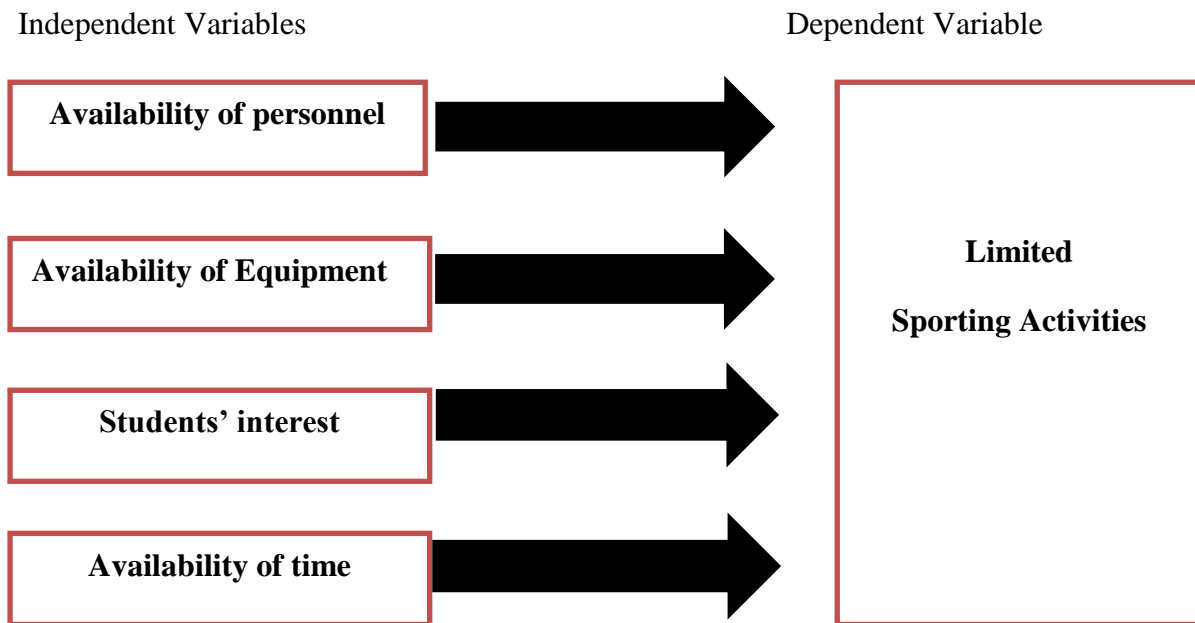 Independent Variables
Dependent Variable
Availability of personnel
Availability of Equipment
Students’ interest
Availability of time
Limited
Sporting Activities